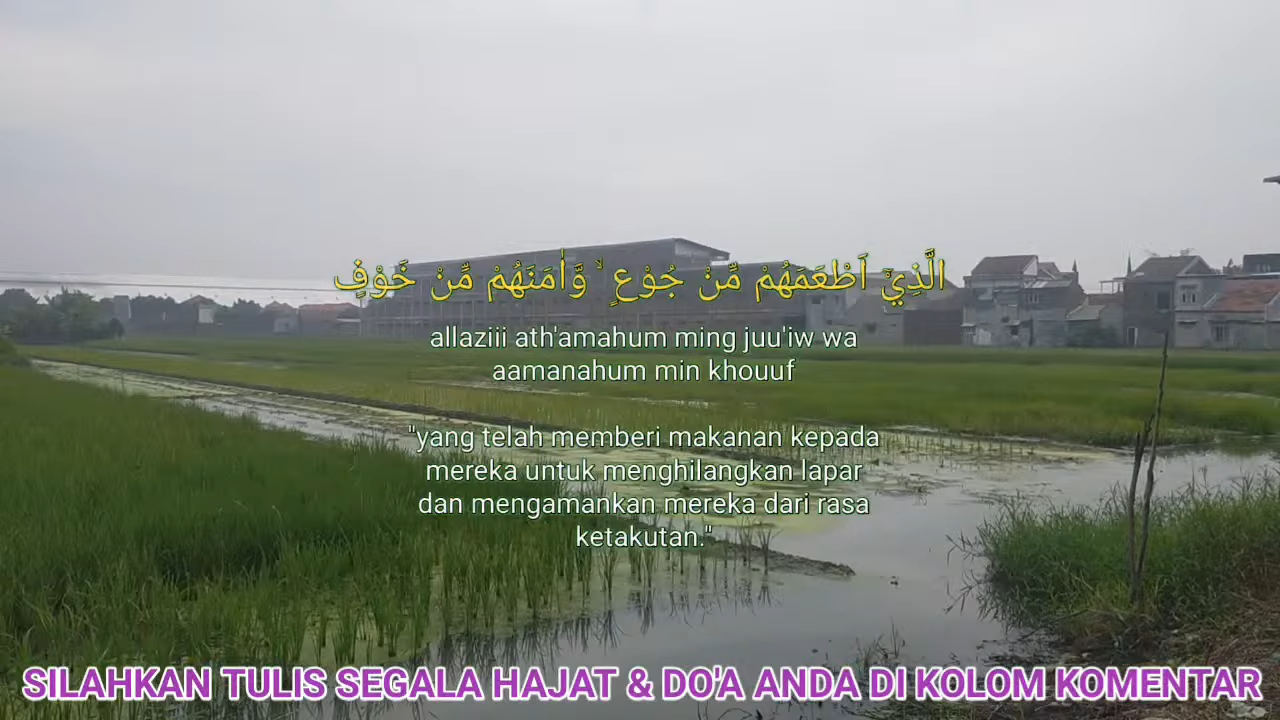 الَّذِيْٓ اَطْعَمَهُمْ مِّنْ جُوْعٍ ۙ وَّاٰمَنَهُمْ مِّنْ خَوْفٍ
allaziii ath'amahum ming juu'iw wa
aamanahum min khouuf
"yang telah memberi makanan kepada
mereka untuk menghilangkan lapar
dan mengamankan mereka dari rasa
ketakutan."
SILAHKAN TULIS SEGALA HAJAT & DO'A ANDA DI KOLOM KOMENTAR